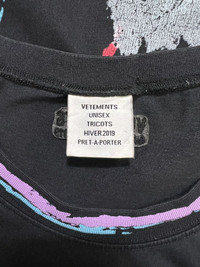 VETEMENTS
UNISEX
TRICOTS
HIVER2019
PRET-A-PORTER